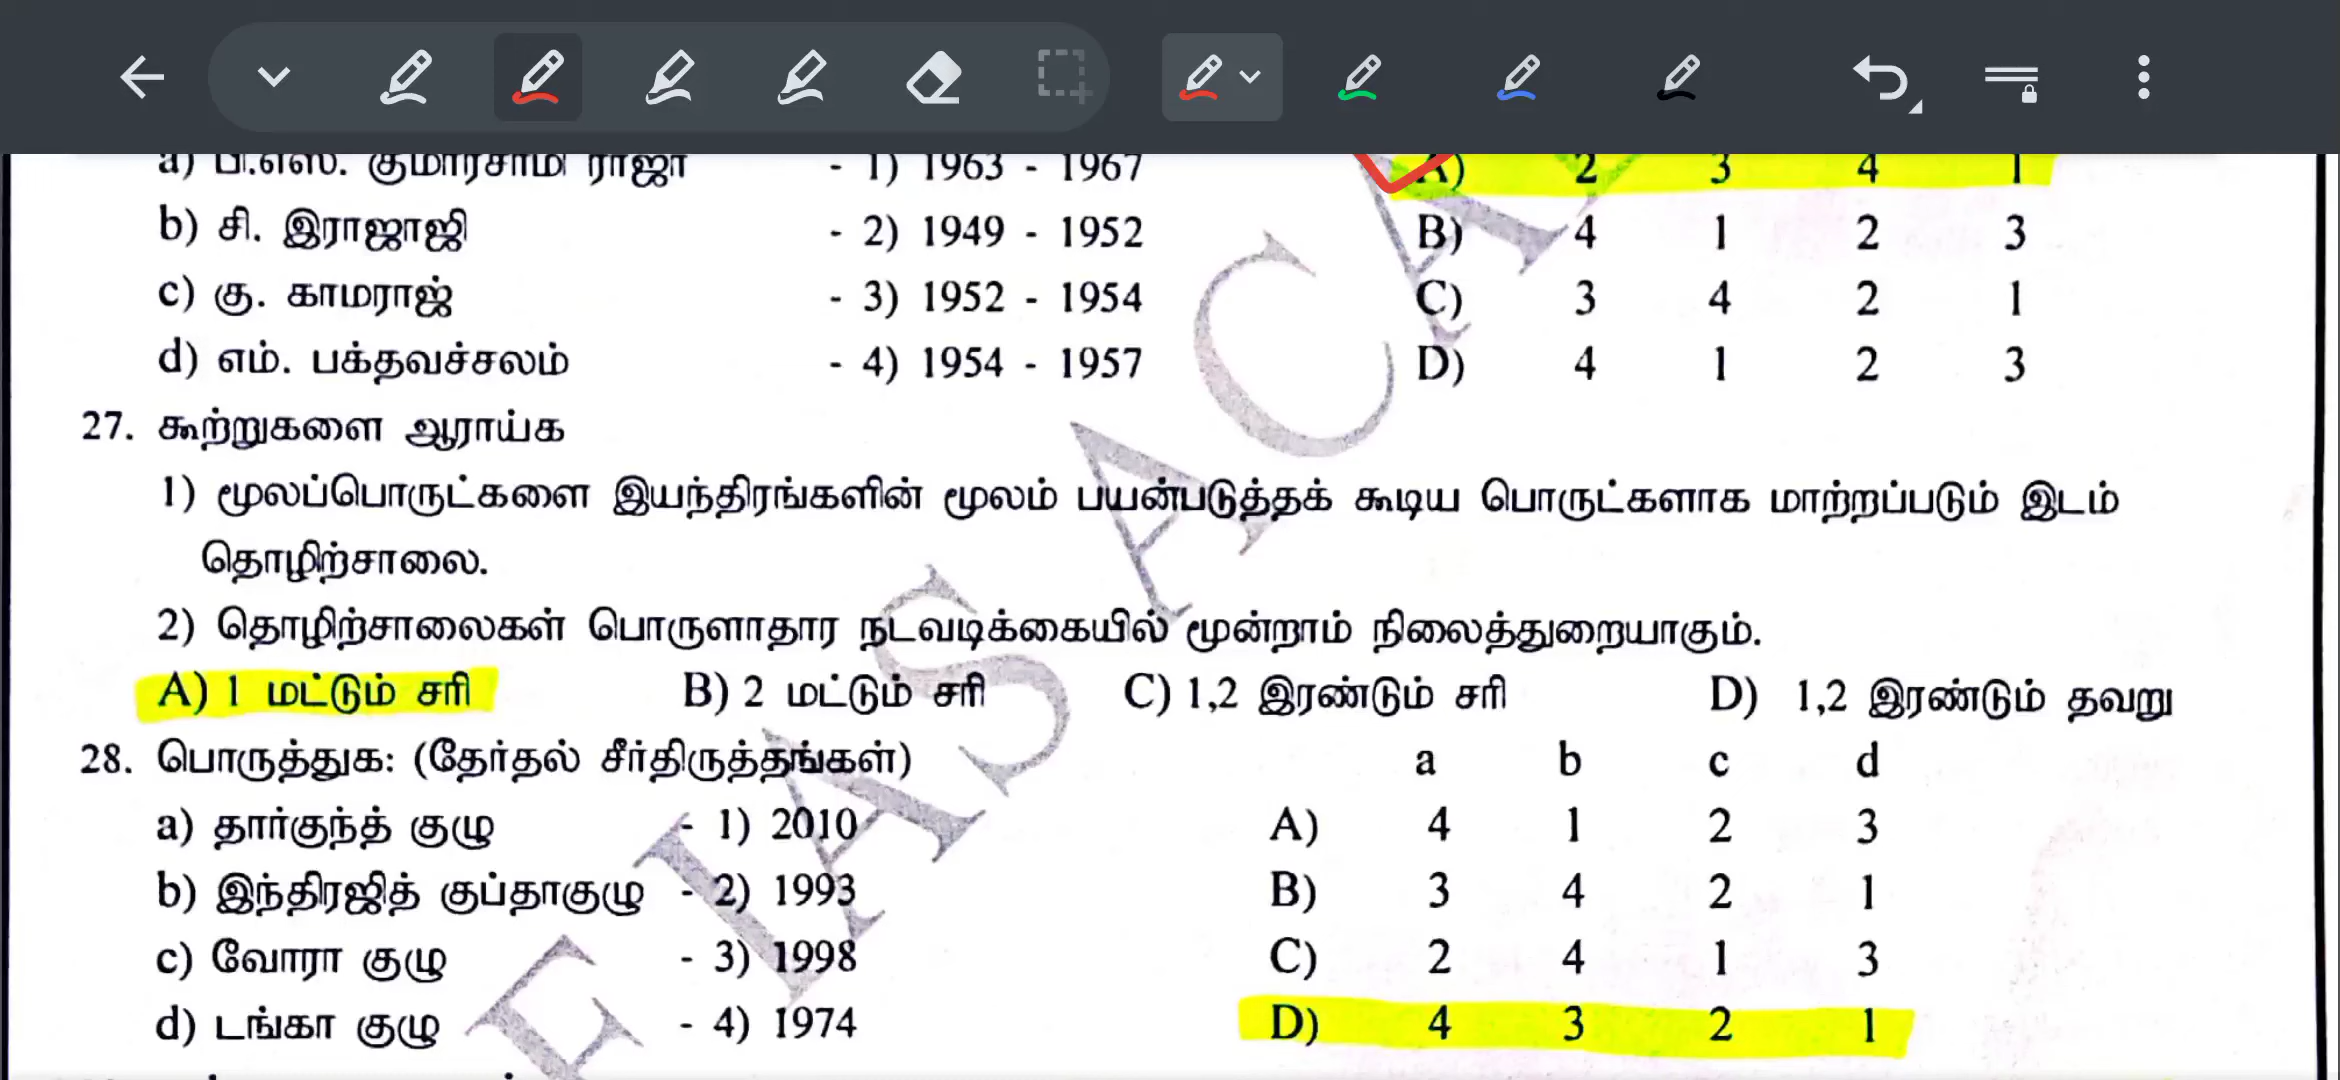 a) பி.எஸ். குமாரசாமி ராஜா - 1) 1963 - 1967 A) 2 3 4 1
b) சி. இராஜாஜி - 2) 1949 - 1952 B) 4 1 2 3
c) கு. காமராஜ் - 3) 1952 - 1954 C) 3 4 2 1
d) எம். பக்தவச்சலம் - 4) 1954 - 1957 D) 4 1 2 3
27. கூற்றுகளை ஆராய்க
1) மூலப்பொருட்களை இயந்திரங்களின் மூலம் பயன்படுத்தக் கூடிய பொருட்களாக மாற்றப்படும் இடம்
தொழிற்சாலை.
2) தொழிற்சாலைகள் பொருளாதார நடவடிக்கையில் மூன்றாம் நிலைத்துறையாகும்.
A) 1 மட்டும் சரி B) 2 மட்டும் சரி C) 1,2 இரண்டும் சரி D) 1,2 இரண்டும் தவறு
28. பொருத்துக: (தேர்தல் சீர்திருத்தங்கள்) a b c d
a) தார்குந்த் குழு - 1) 2010 A) 4 1 2 3
b) இந்திரஜித் குப்தாகுழு - 2) 1993 B) 3 4 2 1
c) வோரா குழு - 3) 1998 C) 2 4 1 3
d) டங்கா குழு - 4) 1974 D) 4 3 2 1
E IAS ACA